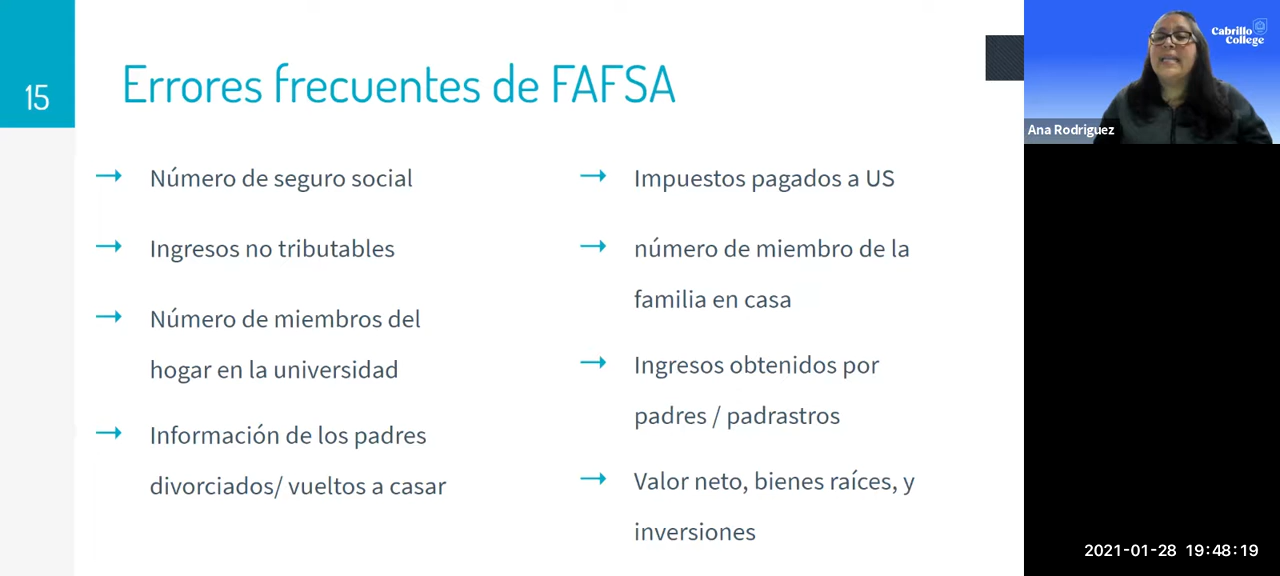 15
Errores frecuentes de FAFSA
Número de seguro social
Ingresos no tributables
Número de miembros del
hogar en la universidad
Información de los padres
divorciados/ vueltos a casar
Impuestos pagados a US
número de miembro de la
familia en casa
Ingresos obtenidos por
padres / padrastros
Valor neto, bienes raíces, y
inversiones
Cabrillo
College
Ana Rodriguez
2021-01-28 19:48:19